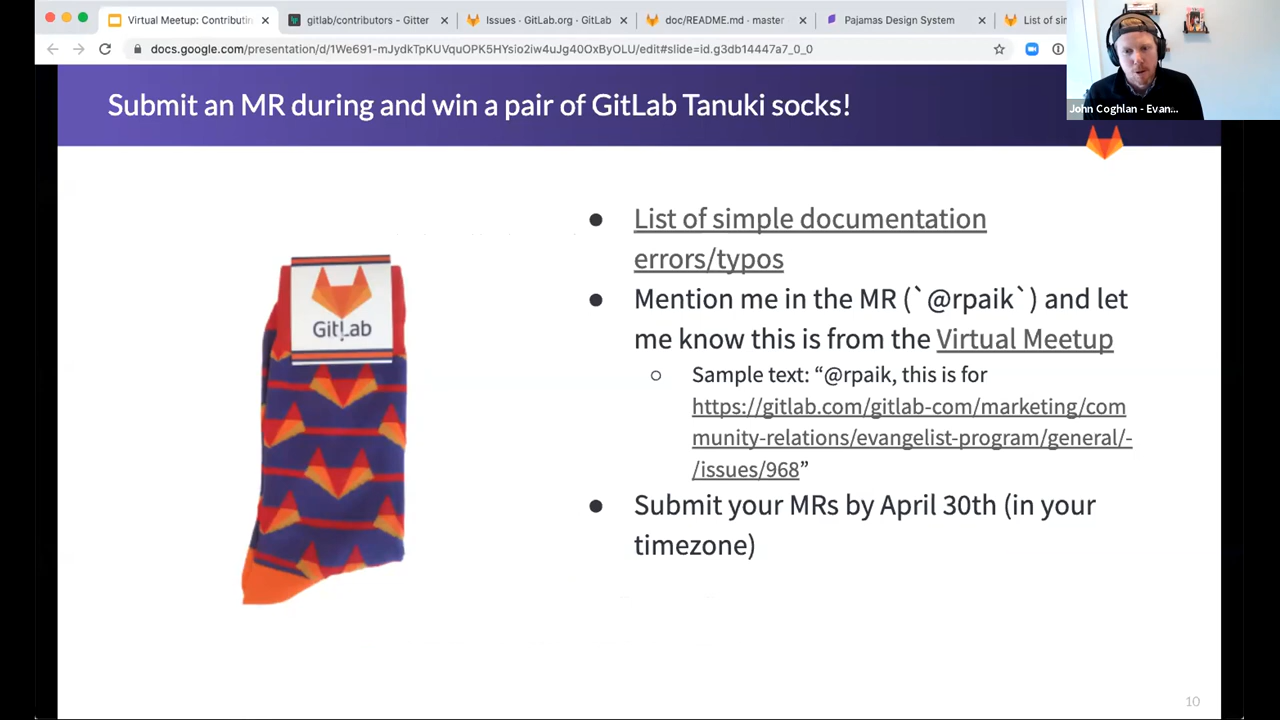 Virtual Meetup: Contributin
gitlab/contributors - Gitter
Issues · GitLab.org · GitLab
doc/README.md · master
Pajamas Design System
List of sim
docs.google.com/presentation/d/1We691-mJydkTpKUVquOPK5HYsio2iw4uJg40OxByOLU/edit#slide=id.g3db14447a7_0_0
John Coghlan - Evan...
Submit an MR during and win a pair of GitLab Tanuki socks!
GitLab
List of simple documentation
errors/typos
Mention me in the MR (`@rpaik`) and let
me know this is from the Virtual Meetup
Sample text: “@rpaik, this is for
https://gitlab.com/gitlab-com/marketing/com
munity-relations/evangelist-program/general/-
/issues/968”
Submit your MRs by April 30th (in your
timezone)
10